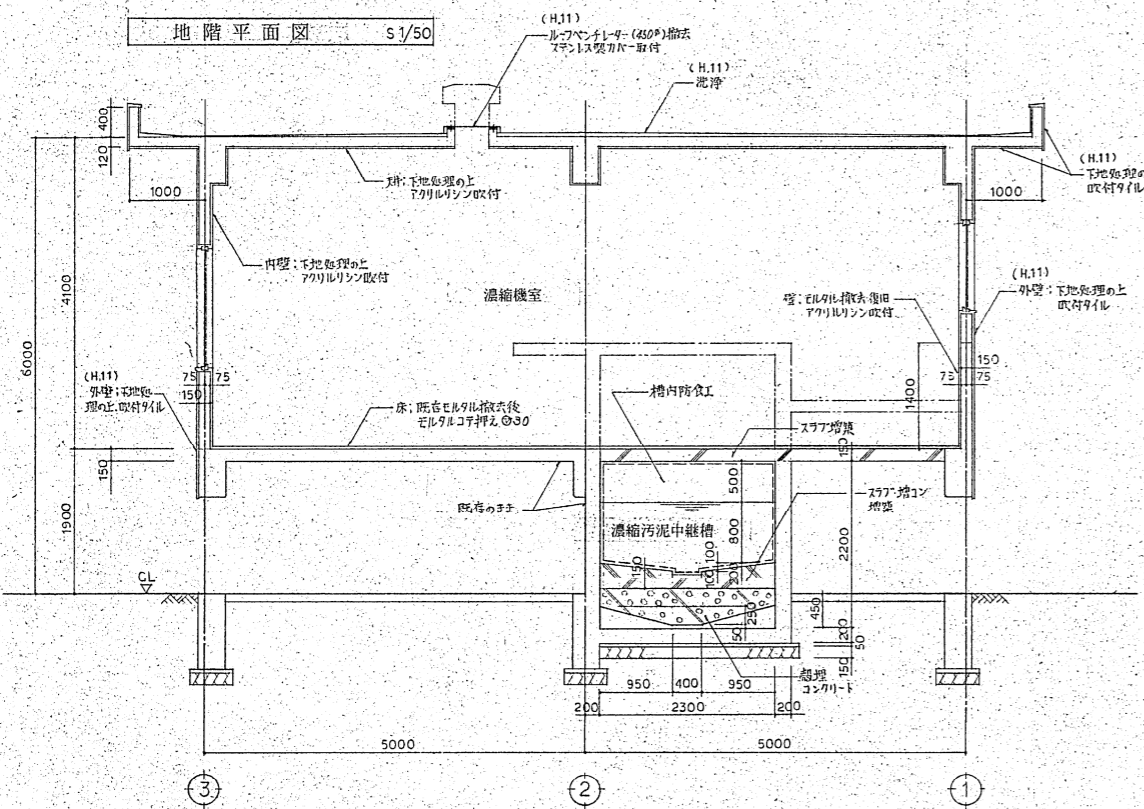 地階平面図 S 1/50
(H.11)
ルーフベンチレーター(450φ)撤去
ステンレス製カバー取付
(H.11)
洗浄
400
120
1000
天井;下地処理の上
アクリルリシン吹付
(H.11)
下地処理の
吹付タイル
1000
内壁;下地処理の上
アクリルリシン吹付
濃縮機室
壁;モルタル撤去復旧
アクリルリシン吹付
(H.11)
外壁;下地処理の上
吹付タイル
4100
6000
(H.11)
外壁;下地処
理の上、吹付タイル
75 75
150
150
75 75
1400
槽内防食工
床;既存モルタル撤去後
モルタルコテ押え ⓐ30
スラブ増築
150
150
500
既存のまま
スラブ・増コン
増築
1900
濃縮汚泥中継槽
800
2200
100
150
100
200
GL
450
250
50
200
50
150
950 400 950
埋コンクリート
200 2300 200
5000 5000
3 2 1